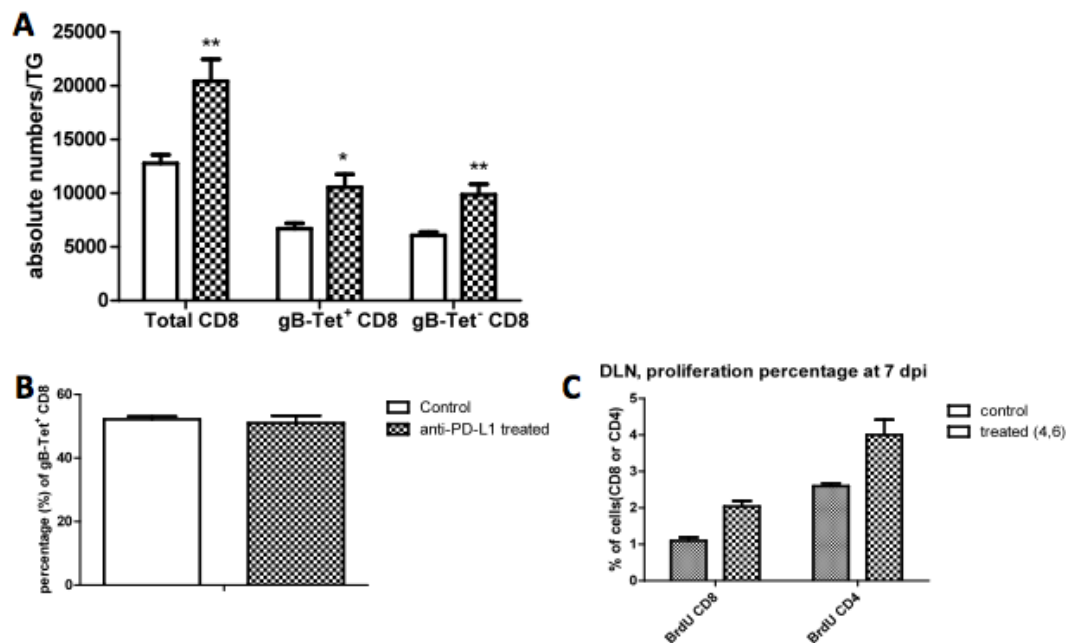 A
absolute numbers/TG
25000
20000
15000
10000
5000
0
**
*
**
Total CD8
gB-Tet⁺ CD8
gB-Tet⁻ CD8
B
percentage (%) of gB-Tet⁺ CD8
60
40
20
0
Control
anti-PD-L1 treated
C
DLN, proliferation percentage at 7 dpi
% of cells(CD8 or CD4)
5
4
3
2
1
0
BrdU CD8
BrdU CD4
control
treated (4,6)